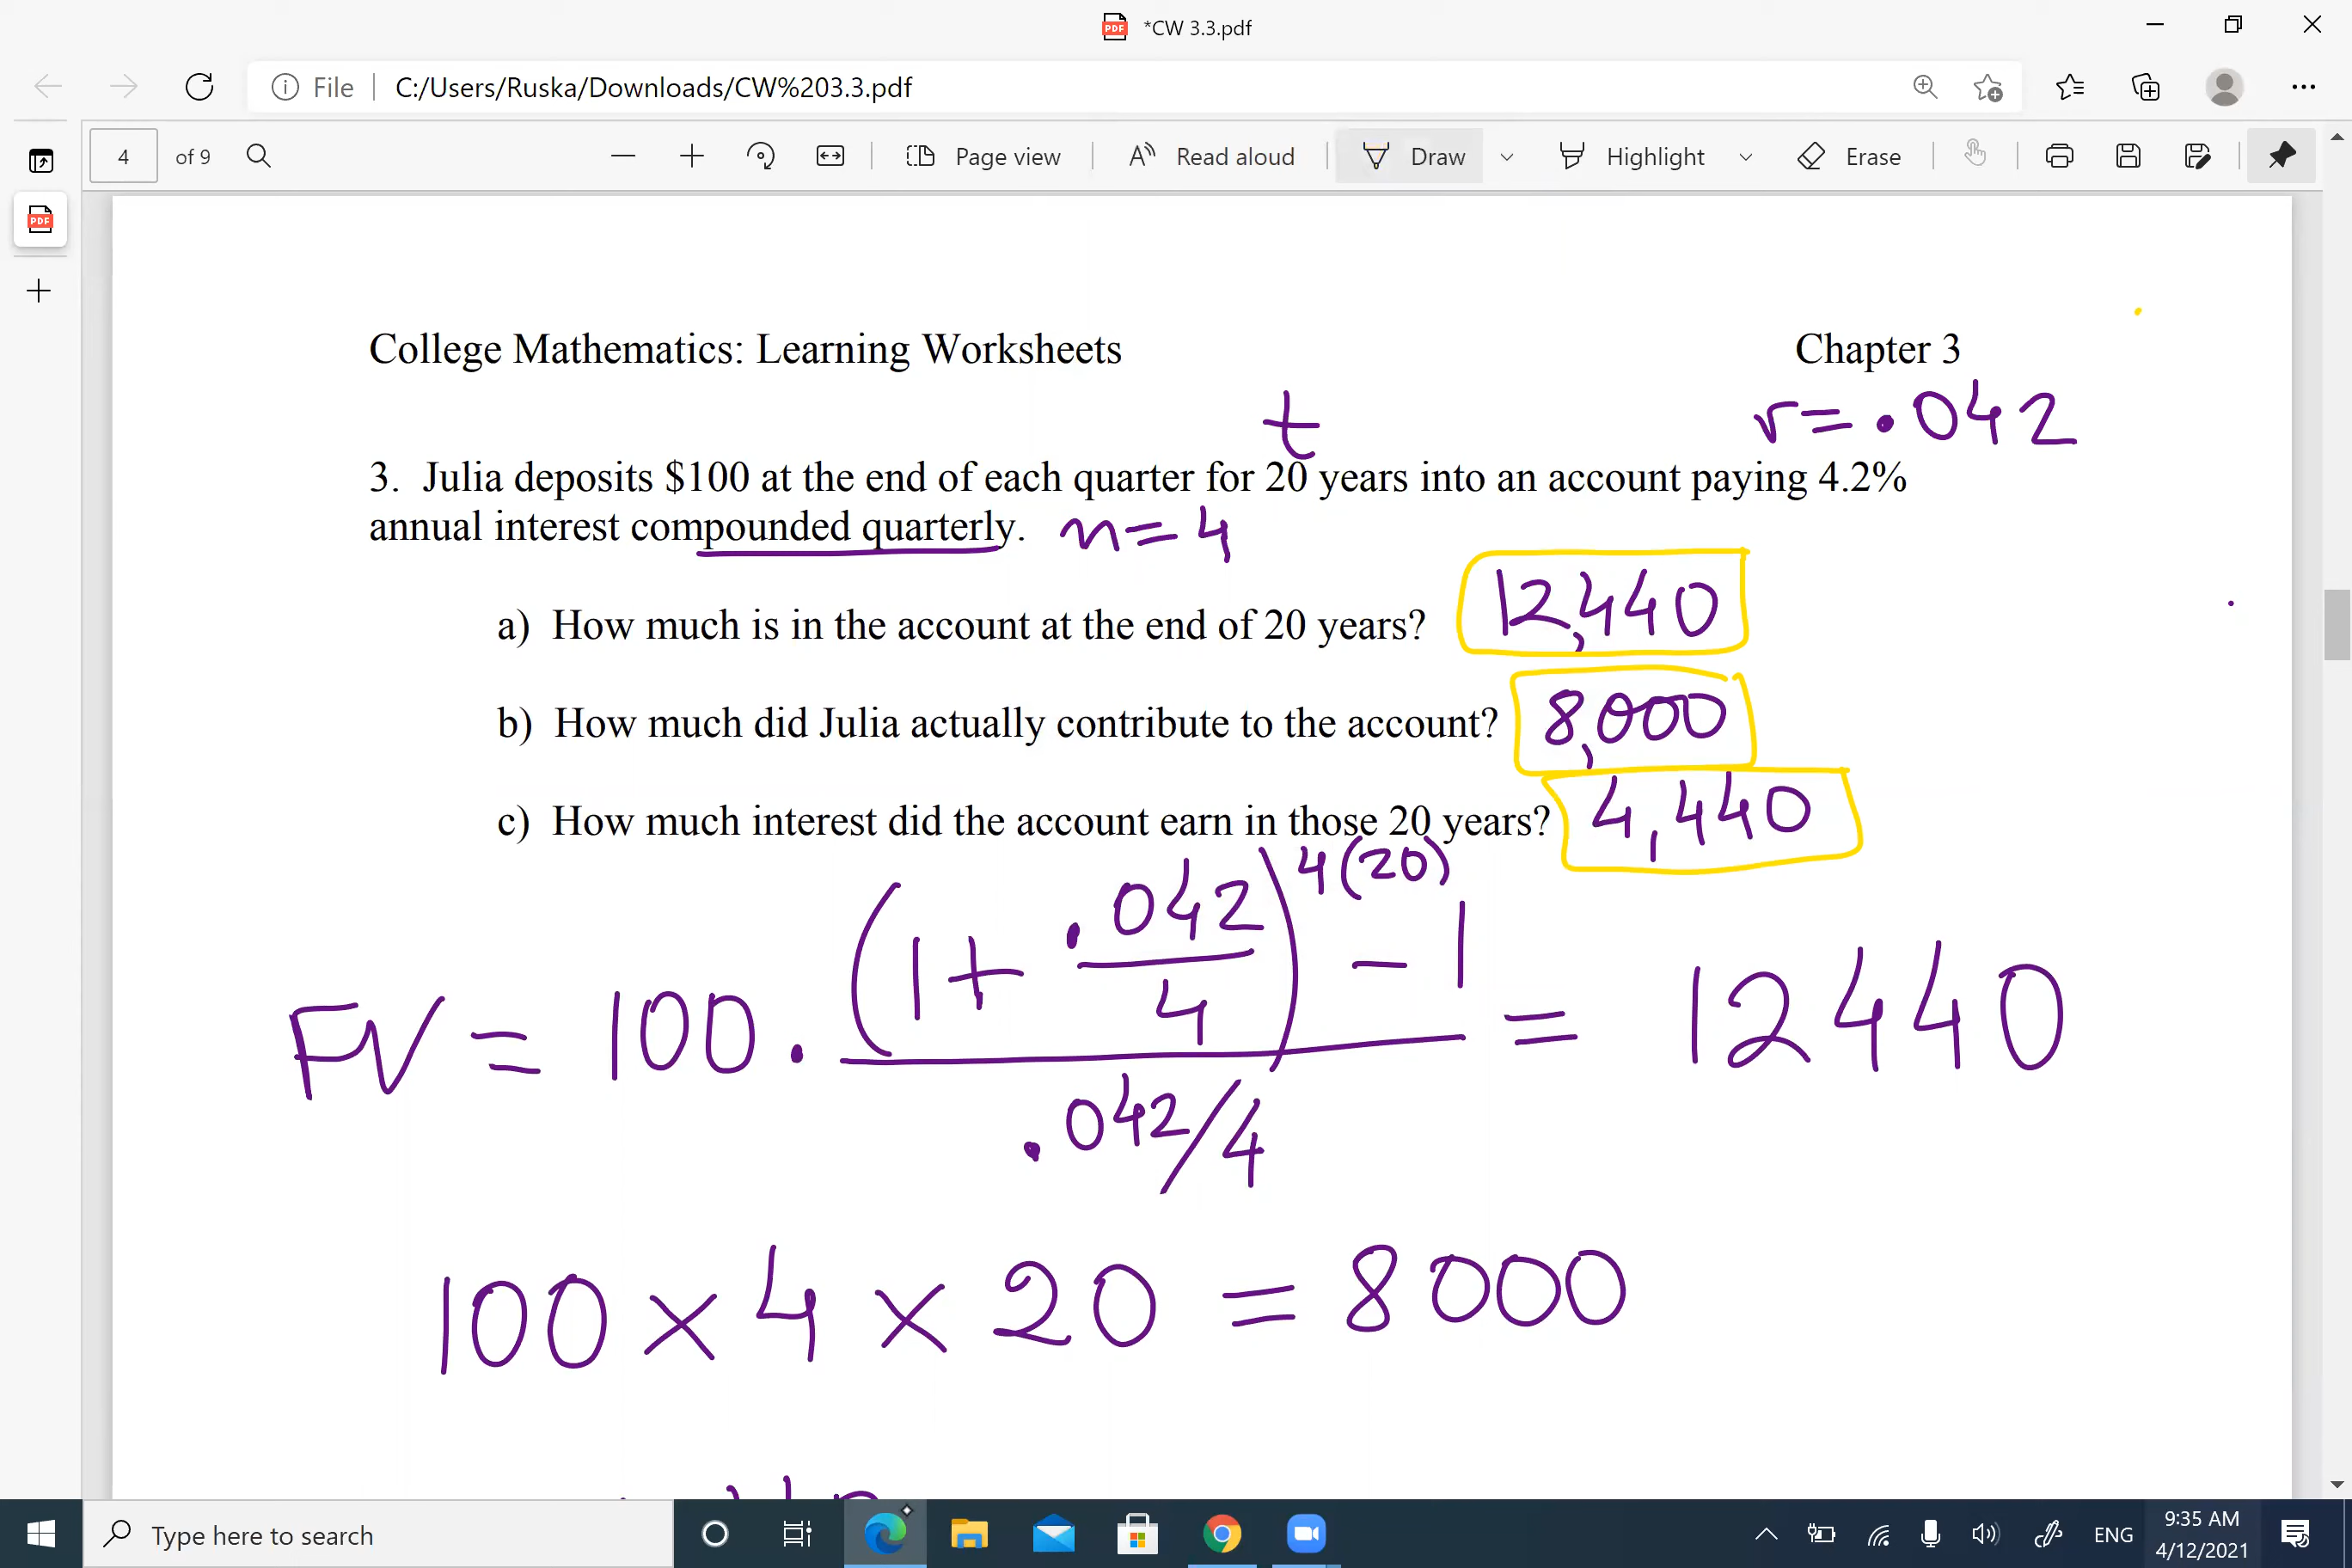 *CW 3.3.pdf
File C:/Users/Ruska/Downloads/CW%203.3.pdf
4 of 9 Page view Read aloud Draw Highlight Erase
College Mathematics: Learning Worksheets Chapter 3
t r = .042
3. Julia deposits $100 at the end of each quarter for 20 years into an account paying 4.2%
annual interest compounded quarterly. n = 4
a) How much is in the account at the end of 20 years? 12,440
b) How much did Julia actually contribute to the account? 8,000
c) How much interest did the account earn in those 20 years? 4,440
FV = 100 · (1 + .042/4)^4(20) - 1 = 12440
.042/4
100 × 4 × 20 = 8000
Type here to search ENG 9:35 AM
4/12/2021